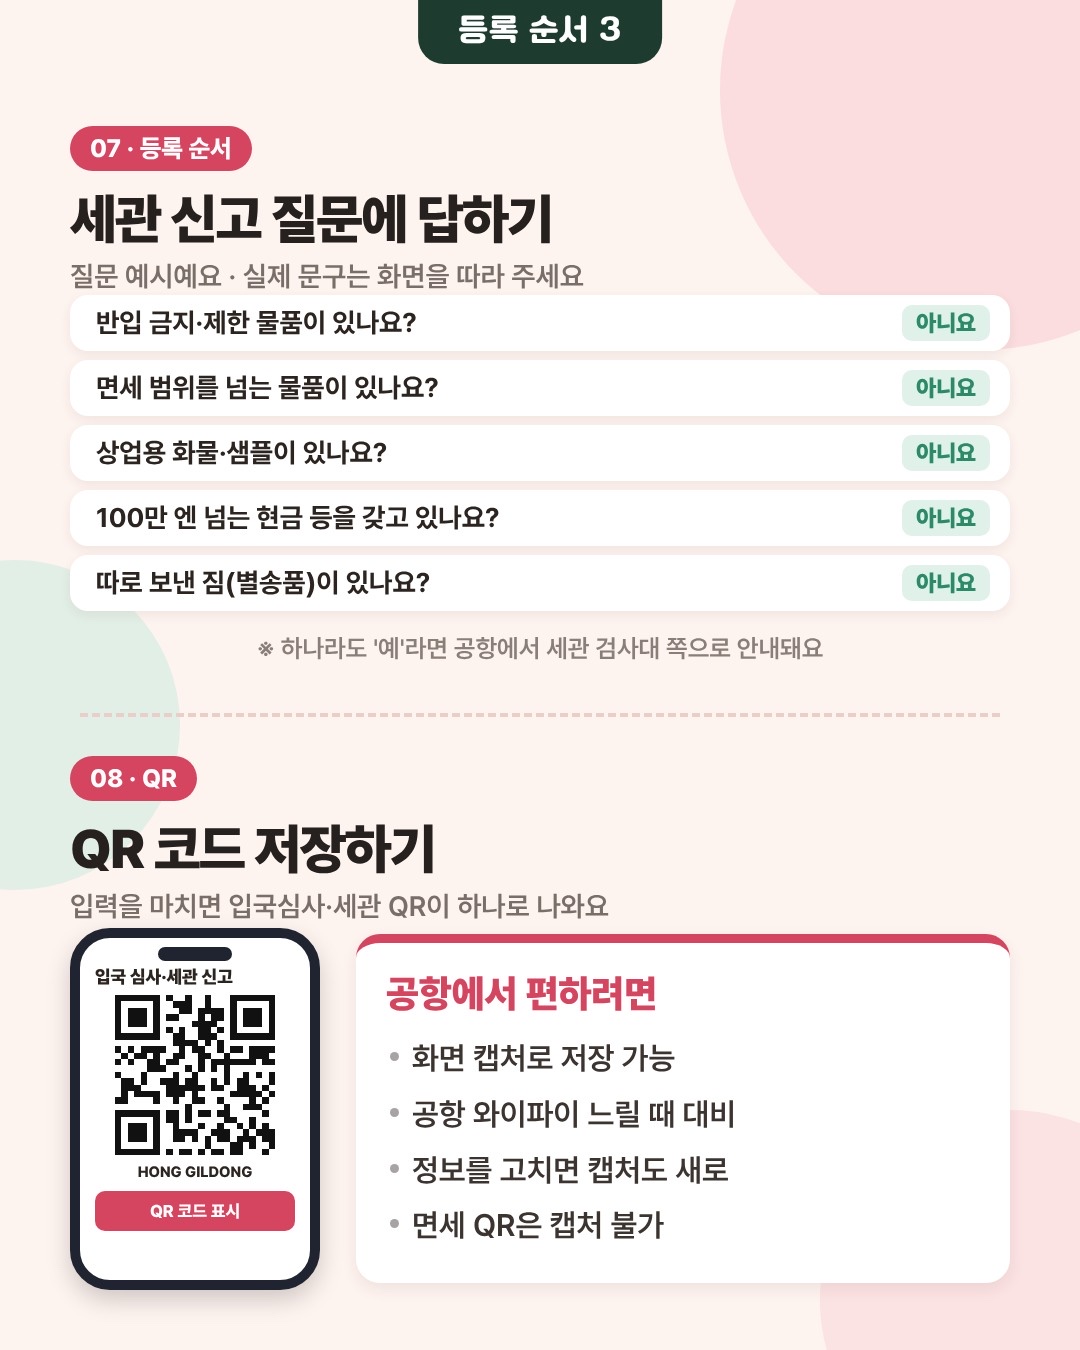 등록 순서 3
07 · 등록 순서
세관 신고 질문에 답하기
질문 예시예요 · 실제 문구는 화면을 따라 주세요
반입 금지·제한 물품이 있나요? 아니요
면세 범위를 넘는 물품이 있나요? 아니요
상업용 화물·샘플이 있나요? 아니요
100만 엔 넘는 현금 등을 갖고 있나요? 아니요
따로 보낸 짐(별송품)이 있나요? 아니요
※ 하나라도 '예'라면 공항에서 세관 검사대 쪽으로 안내돼요
08 · QR
QR 코드 저장하기
입력을 마치면 입국심사·세관 QR이 하나로 나와요
입국 심사·세관 신고
HONG GILDONG
QR 코드 표시
공항에서 편하려면
• 화면 캡처로 저장 가능
• 공항 와이파이 느릴 때 대비
• 정보를 고치면 캡처도 새로
• 면세 QR은 캡처 불가